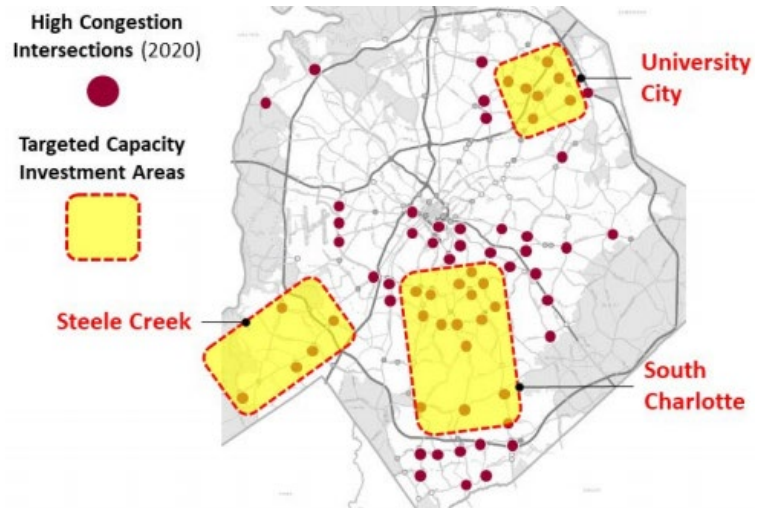 High Congestion
Intersections (2020)
Targeted Capacity
Investment Areas
University
City
Steele Creek
South
Charlotte